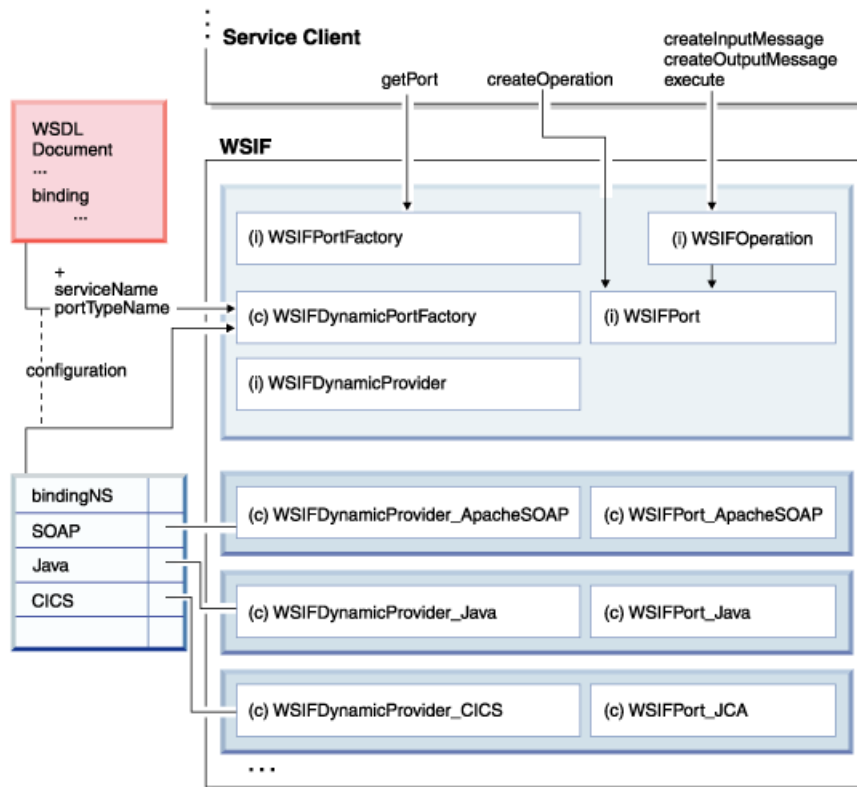 Service Client
createInputMessage
createOutputMessage
execute
getPort
createOperation
WSDL
Document
...
binding
...
WSIF
(i) WSIFPortFactory
(i) WSIFOperation
+
serviceName
portTypeName
(c) WSIFDynamicPortFactory
(i) WSIFPort
configuration
(i) WSIFDynamicProvider
bindingNS
SOAP
Java
CICS
(c) WSIFDynamicProvider_ApacheSOAP
(c) WSIFPort_ApacheSOAP
(c) WSIFDynamicProvider_Java
(c) WSIFPort_Java
(c) WSIFDynamicProvider_CICS
(c) WSIFPort_JCA
...